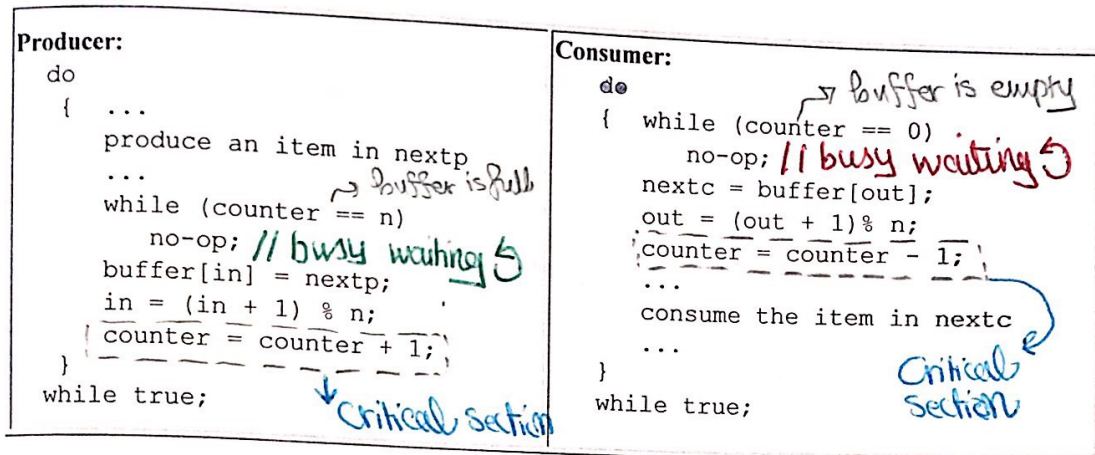 Producer:
do
{ ...
produce an item in nextp
...
→ buffer is full
while (counter == n)
no-op; // busy waiting
buffer[in] = nextp;
in = (in + 1) % n;
counter = counter + 1;
}
while true;
Critical section
Consumer:
do
→ buffer is empty
{ while (counter == 0)
no-op; // busy waiting
nextc = buffer[out];
out = (out + 1)% n;
counter = counter - 1;
...
consume the item in nextc
...
}
while true;
Critical
section